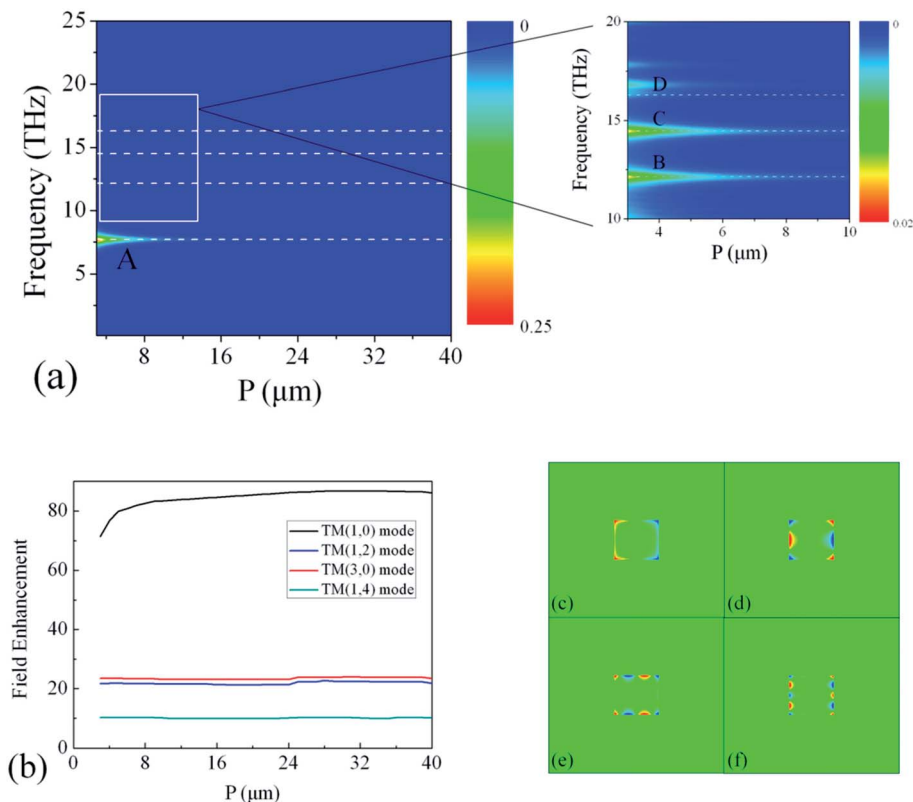 25
20
15
10
5
Frequency (THz)
A
8
16
24
32
40
P (μm)
(a)
0
0.25
20
15
10
Frequency (THz)
D
C
B
4
6
8
10
P (μm)
0
0.02
80
60
40
20
0
Field Enhancement
TM(1,0) mode
TM(1,2) mode
TM(3,0) mode
TM(1,4) mode
0
8
16
24
32
40
P (μm)
(b)
(c)
(d)
(e)
(f)